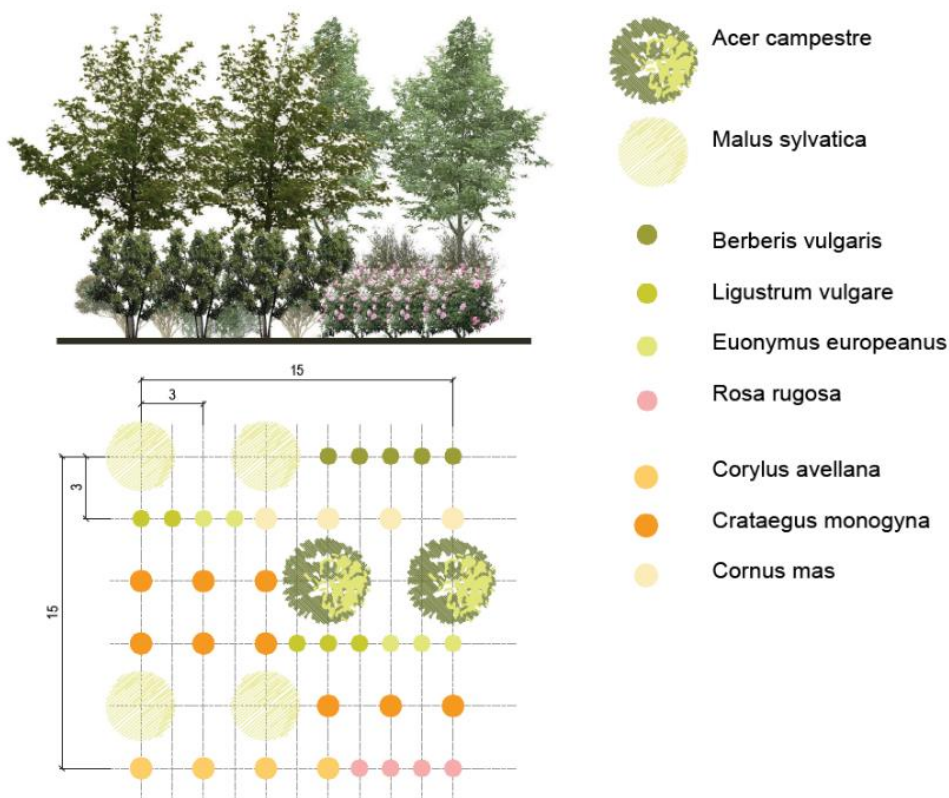 Acer campestre
Malus sylvatica
Berberis vulgaris
Ligustrum vulgare
Euonymus europeanus
Rosa rugosa
Corylus avellana
Crataegus monogyna
Cornus mas
15
3
3
15